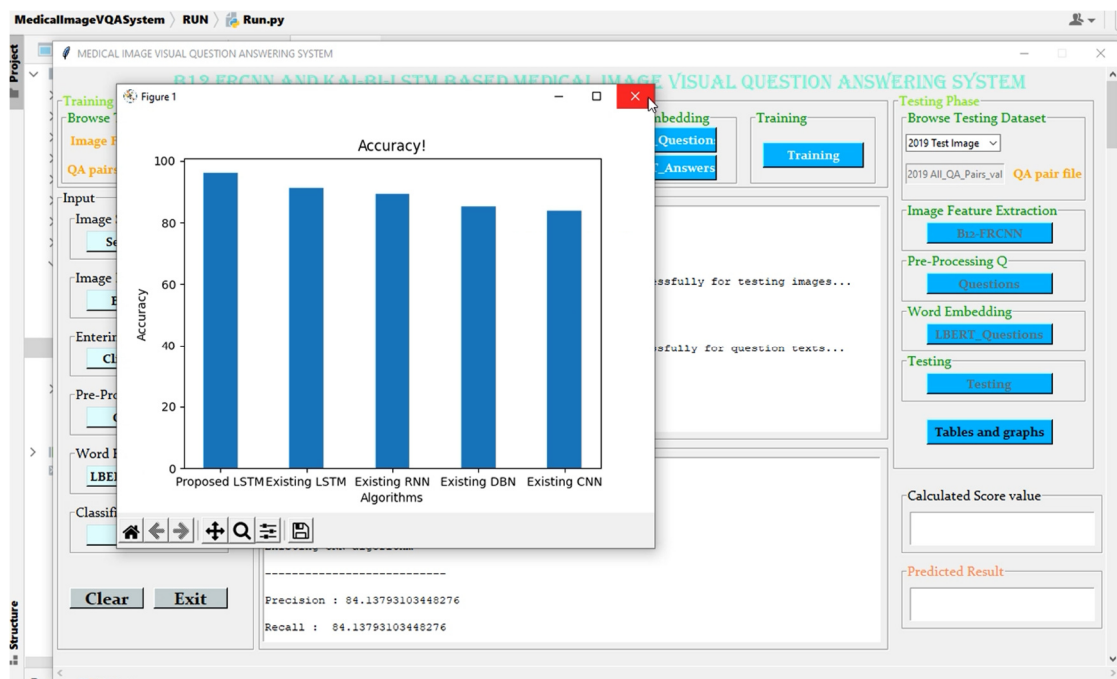 MedicalImageVQASystem > RUN > Run.py
Project
MEDICAL IMAGE VISUAL QUESTION ANSWERING SYSTEM
B12 FRCNN AND KAI-BI-LSTM BASED MEDICAL IMAGE VISUAL QUESTION ANSWERING SYSTEM
Training
Browse
Image
QA pairs
Figure 1
Accuracy!
100
80
60
40
20
0
Accuracy
Proposed LSTM Existing LSTM Existing RNN Existing DBN Existing CNN
Algorithms
Question
_Answers
Training
Training
Testing Phase
Browse Testing Dataset
2019 Test Image
2019 All_QA_Pairs_val QA pair file
Image Feature Extraction
B12-FRCNN
Pre-Processing Q
Questions
Word Embedding
LBERT_Questions
Testing
Testing
Tables and graphs
Calculated Score value
Predicted Result
Input
Image
Image
Pre-Pro
Word
Classifi
Clear Exit
for testing images...
for question texts...
--------------------------
Precision : 84.13793103448276
Recall : 84.13793103448276
Structure